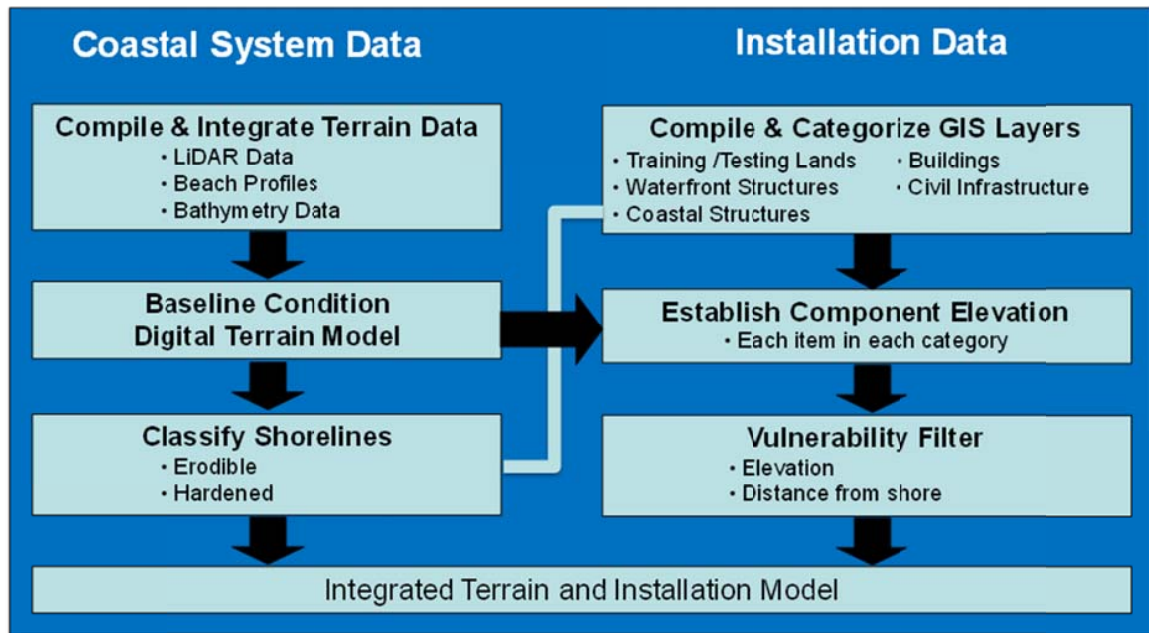 Coastal System Data
Compile & Integrate Terrain Data
· LiDAR Data
· Beach Profiles
· Bathymetry Data
Baseline Condition
Digital Terrain Model
Classify Shorelines
· Erodible
· Hardened
Installation Data
Compile & Categorize GIS Layers
· Training /Testing Lands
· Waterfront Structures
· Coastal Structures
· Buildings
· Civil Infrastructure
Establish Component Elevation
· Each item in each category
Vulnerability Filter
· Elevation
· Distance from shore
Integrated Terrain and Installation Model